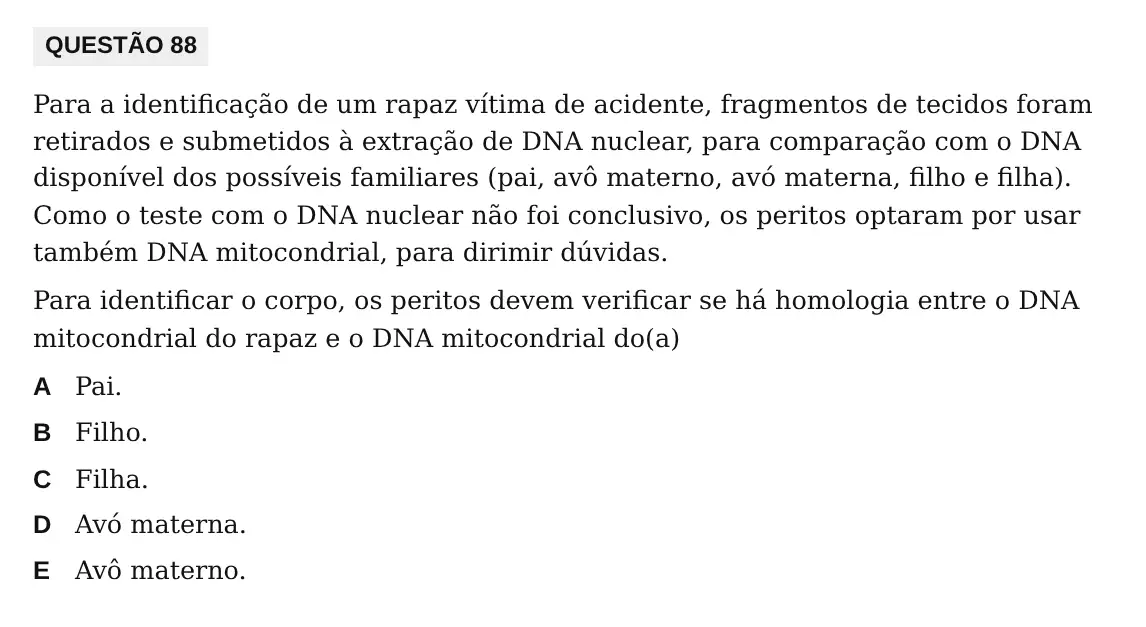 QUESTÃO 88
Para a identificação de um rapaz vítima de acidente, fragmentos de tecidos foram
retirados e submetidos à extração de DNA nuclear, para comparação com o DNA
disponível dos possíveis familiares (pai, avô materno, avó materna, filho e filha).
Como o teste com o DNA nuclear não foi conclusivo, os peritos optaram por usar
também DNA mitocondrial, para dirimir dúvidas.
Para identificar o corpo, os peritos devem verificar se há homologia entre o DNA
mitocondrial do rapaz e o DNA mitocondrial do(a)
A Pai.
B Filho.
C Filha.
D Avó materna.
E Avô materno.